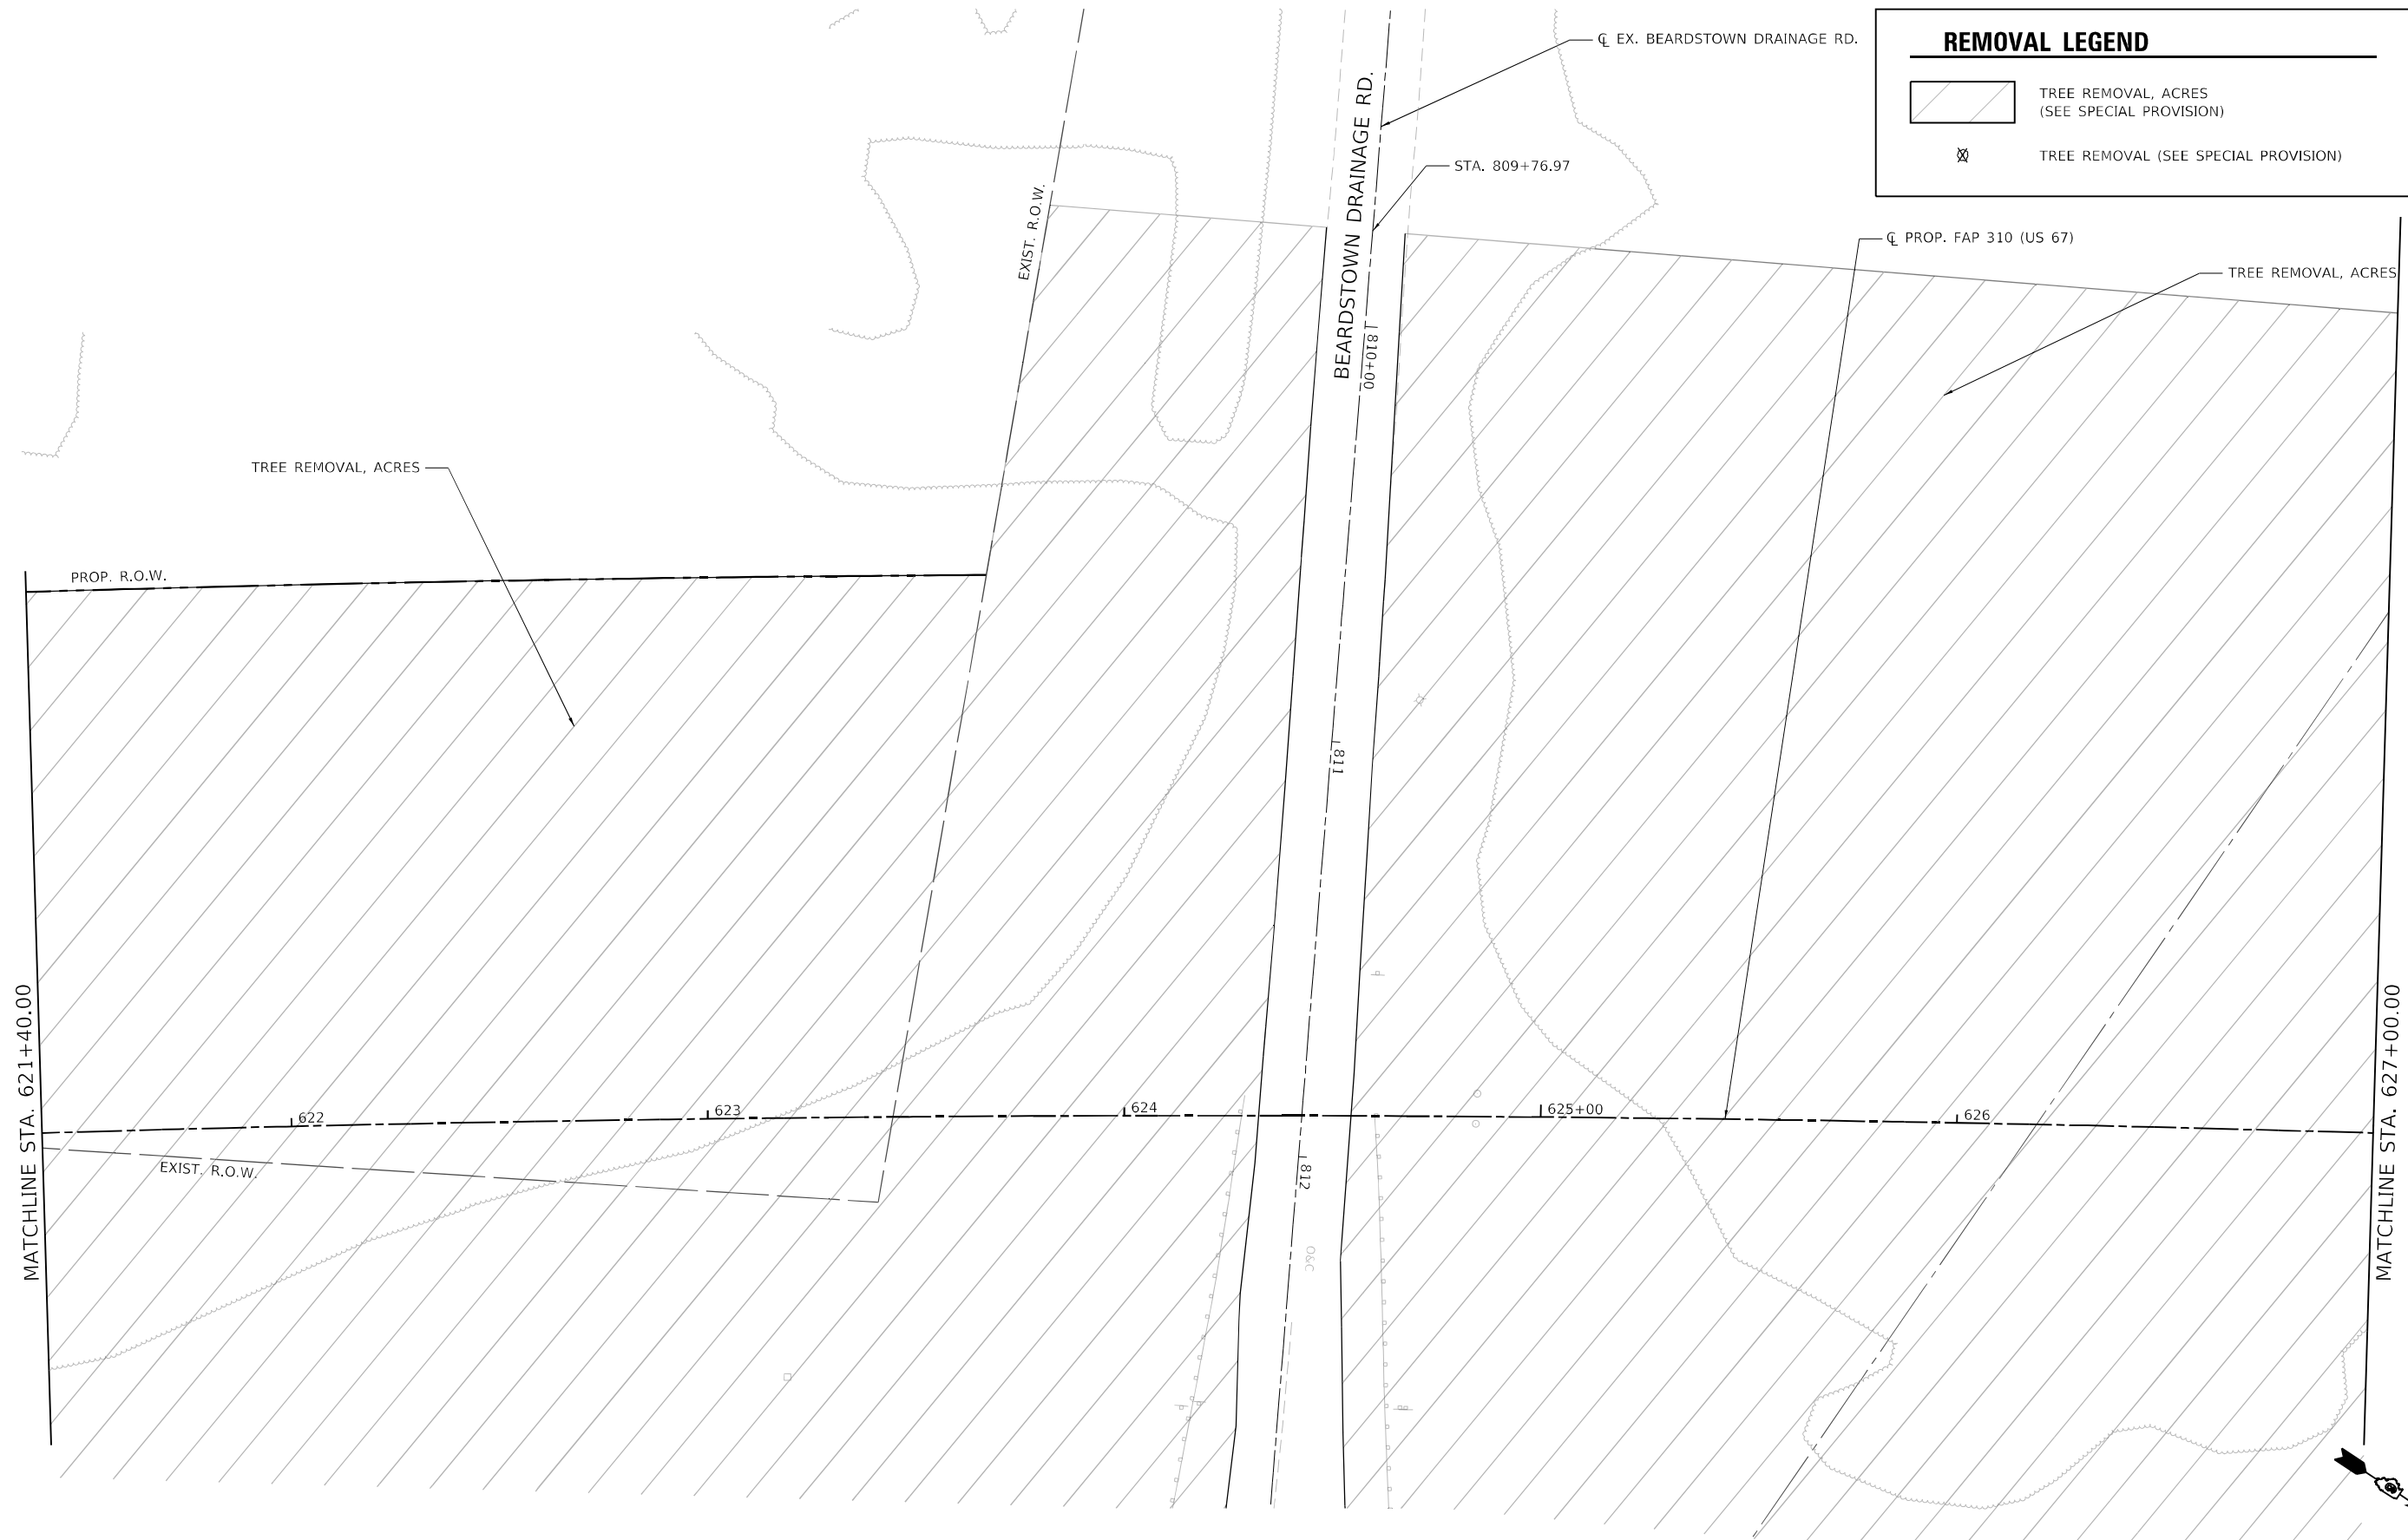 REMOVAL LEGEND
TREE REMOVAL, ACRES
(SEE SPECIAL PROVISION)
TREE REMOVAL (SEE SPECIAL PROVISION)
℄ EX. BEARDSTOWN DRAINAGE RD.
STA. 809+76.97
BEARDSTOWN DRAINAGE RD.
EXIST. R.O.W.
℄ PROP. FAP 310 (US 67)
TREE REMOVAL, ACRES
810+00
TREE REMOVAL, ACRES
PROP. R.O.W.
811
MATCHLINE STA. 621+40.00
MATCHLINE STA. 627+00.00
622
623
624
625+00
626
EXIST. R.O.W.
812
O&C